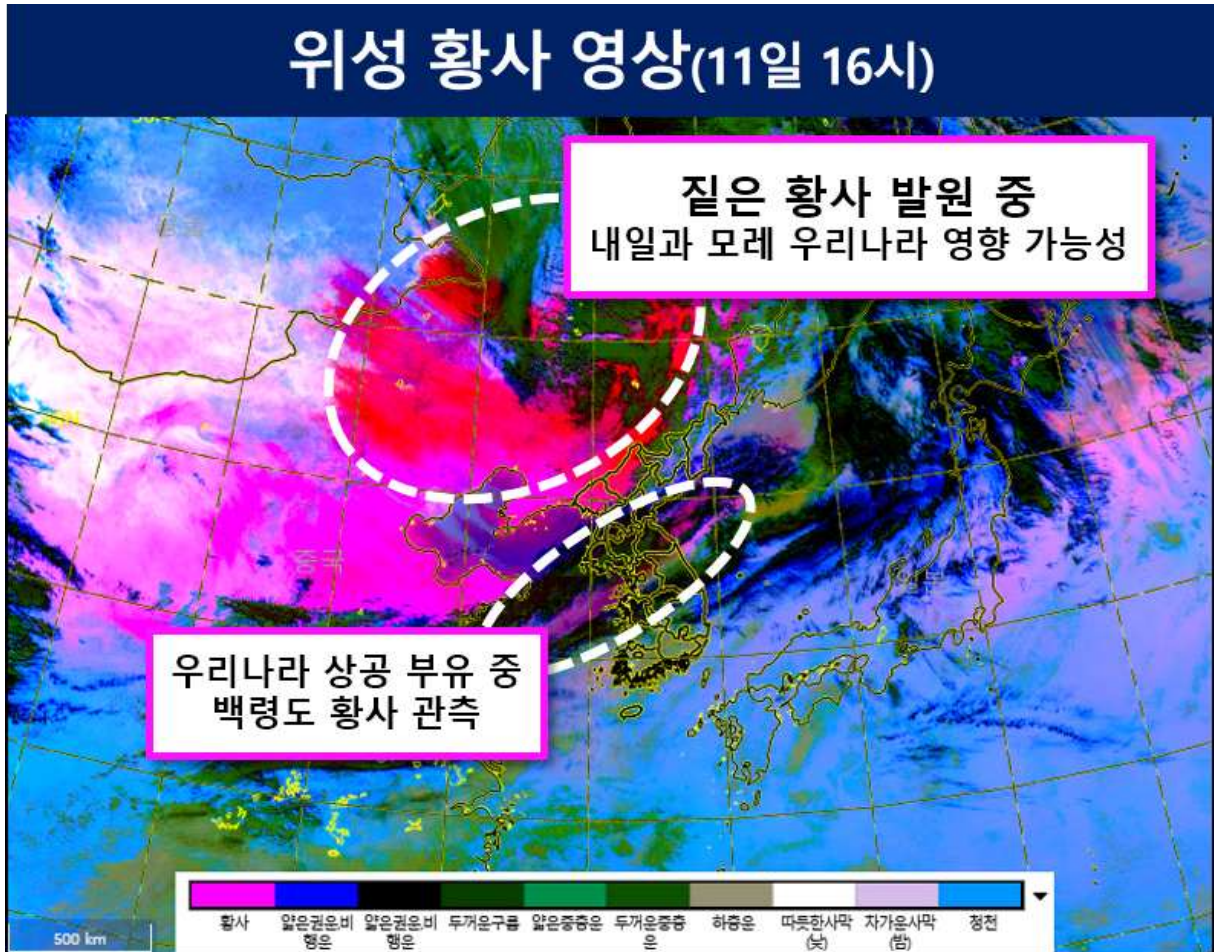 위성 황사 영상(11일 16시)
짙은 황사 발원 중
내일과 모레 우리나라 영향 가능성
중국
일본
우리나라 상공 부유 중
백령도 황사 관측
황사 얇은권운,비행운 얇은권운,비행운 두꺼운구름 얇은중층운 두꺼운중층운 하층운 따뜻한사막(낮) 차가운사막(밤) 청천
500 km